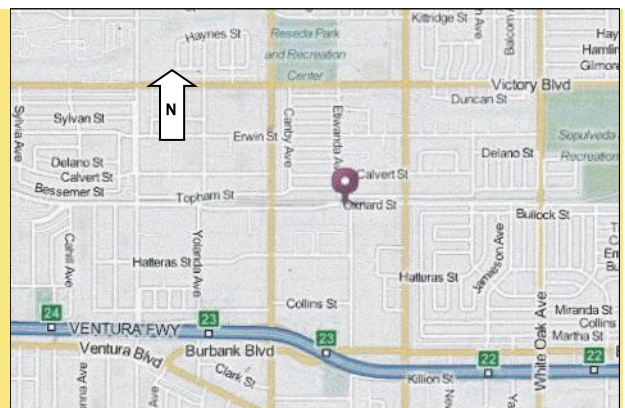 Kittridge St
Haynes St
Reseda Park
and Recreation
Center
Hay
Hamlin
Gilmore
Victory Blvd
N
Duncan St
Sylvia Ave
Sylvan St
Canby Ave
Etiwanda Av
Erwin St
Sepulveda
Recreation
Delano St
Delano St
Calvert St
Calvert St
Bessemer St
Topham St
Oxnard St
Bullock St
Cahill Ave
Yolanda Ave
Jamieson Ave
Hatteras St
Hatteras St
White Oak Ave
Collins St
Miranda St
Collins
Martha St
24
VENTURA FWY
23
23
22
22
Ventura Blvd
Burbank Blvd
Clark St
Killion St
Ave